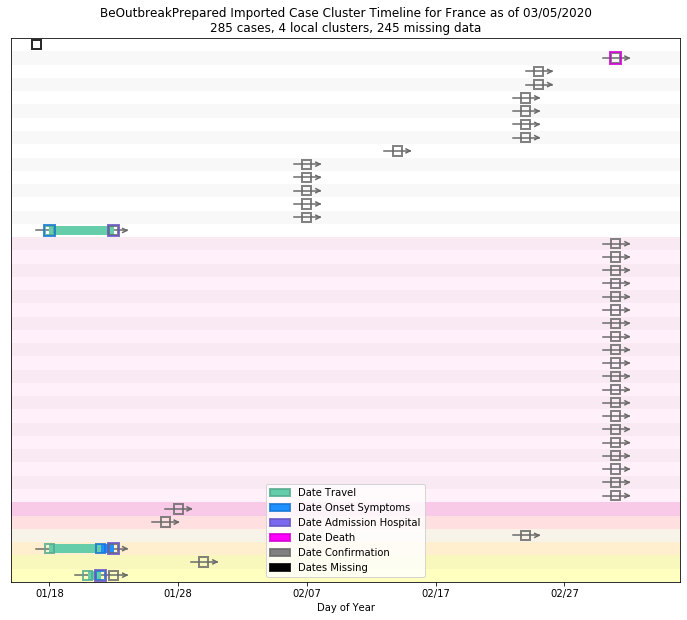 BeOutbreakPrepared Imported Case Cluster Timeline for France as of 03/05/2020
285 cases, 4 local clusters, 245 missing data
Date Travel
Date Onset Symptoms
Date Admission Hospital
Date Death
Date Confirmation
Dates Missing
01/18
01/28
02/07
02/17
02/27
Day of Year